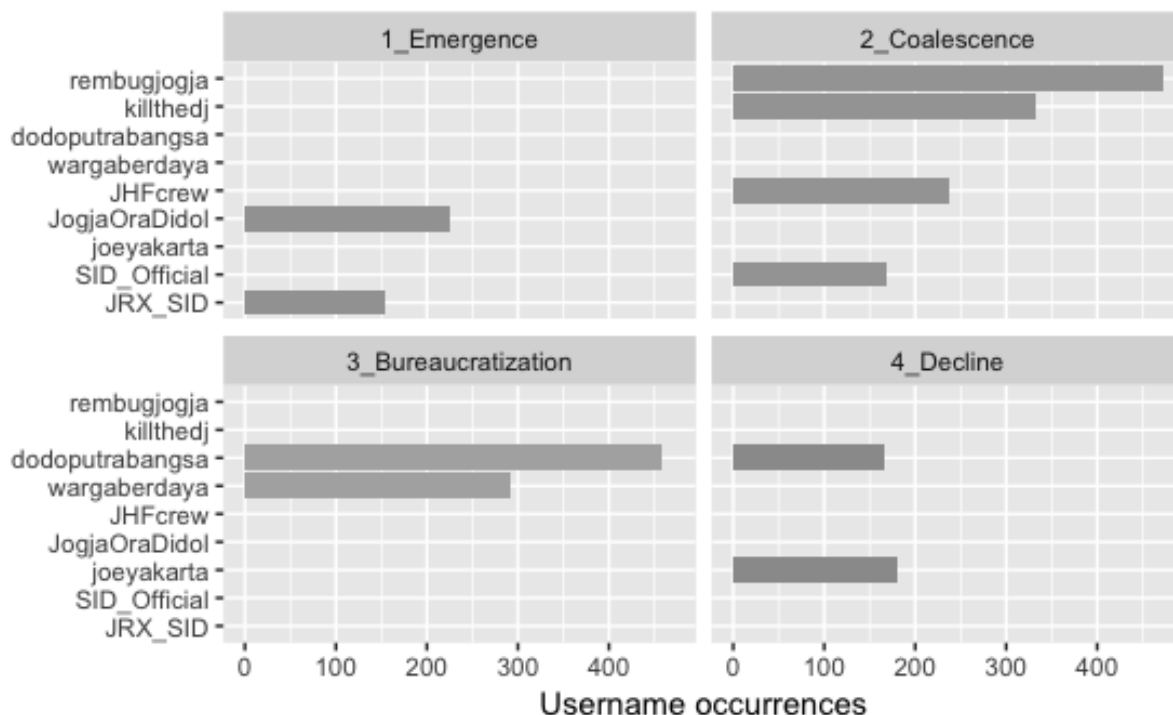 1_Emergence
2_Coalescence
rembugjogja
killthedj
dodoputrabangsa
wargaberdaya
JHFcrew
JogjaOraDidol
joeyakarta
SID_Official
JRX_SID
3_Bureaucratization
4_Decline
rembugjogja
killthedj
dodoputrabangsa
wargaberdaya
JHFcrew
JogjaOraDidol
joeyakarta
SID_Official
JRX_SID
0 100 200 300 400
0 100 200 300 400
Username occurrences